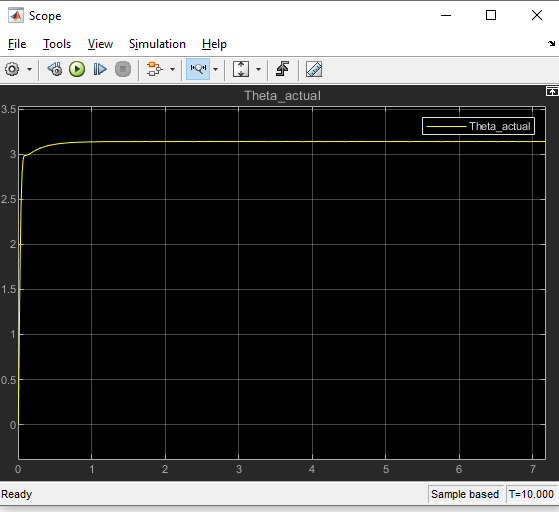 Scope
File Tools View Simulation Help
Theta_actual
Theta_actual
3.5
3
2.5
2
1.5
1
0.5
0
0 1 2 3 4 5 6 7
Ready Sample based T=10.000